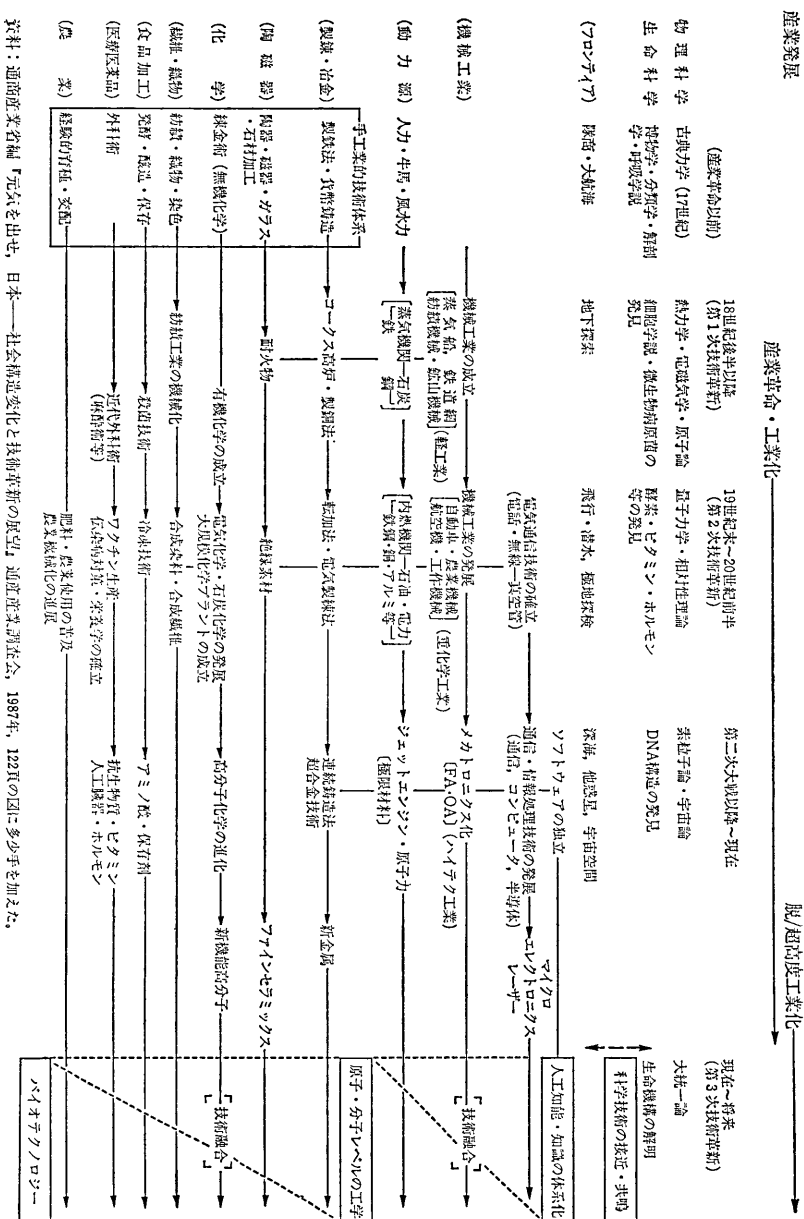 産業発展
産業革命・工業化
脱/超高度工業化
(産業革命以前)
18世紀後半以降
(第1次技術革新)
19世紀末~20世紀前半
(第2次技術革新)
第二次大戦以降~現在
現在~将来
(第3次技術革新)
物理科学
古典力学 (17世紀)
熱力学・電磁気学・原子論
量子力学・相対性理論
素粒子論・宇宙論
大統一論
生命科学
博物学・分類学・解剖
学・呼吸学説
細胞学説・微生物病原菌の
発見
酵素・ビタミン・ホルモン
等の発見
DNA構造の発見
生命機構の解明
科学技術の接近・共鳴
(フロンティア)
隊商・大航海
地下探索
飛行・潜水, 極地探検
深海, 他惑星, 宇宙空間
ソフトウェアの独立
人工知能・知識の体系化
電気通信技術の確立
(電話・無線—真空管)
通信・情報処理技術の発展
(通信, コンピュータ, 半導体)
マイクロ
エレクトロニクス
レーザー
(機械工業)
機械工業の成立
[蒸気船, 鉄道網
紡績機械・鉱山機械]
(軽工業)
機械工業の発展
[自動車・農業機械
航空機・工作機械]
(重化学工業)
メカトロニクス化
[FA・OA]
(ハイテク工業)
[技術融合]
(動力源)
人力・牛馬・風水力
[蒸気機関—石炭
—鉄 鋼—]
[内燃機関—石油・電力
—鉄鋼・銅・アルミ等—]
ジェットエンジン・原子力
[極限材料]
手工業的技術体系
(製錬・冶金)
製鉄法・貨幣鋳造
コークス高炉・製鋼法
転加法・電気製錬法
連続鋳造法
超合金技術
新金属
原子・分子レベルの工学
(陶磁器)
陶器・磁器・ガラス
・石材加工
耐火物
絶縁素材
ファインセラミックス
(化学)
錬金術 (無機化学)
有機化学の成立
電気化学・石炭化学の発展
大規模化学プラントの成立
高分子化学の進化
新機能高分子
[技術融合]
(繊維・織物)
紡績・織物・染色
紡績工業の機械化
合成染料・合成繊維
(食品加工)
発酵・醸造・保存
殺菌技術
冷凍技術
アミノ酸・保存剤
(医療医薬品)
外科術
近代外科術
(麻酔術等)
ワクチン生産
伝染病対策・栄養学の確立
抗生物質・ビタミン
人工臓器・ホルモン
(農業)
経験的育種・交配
肥料・農業使用の普及
農業機械化の進展
バイオテクノロジー
資料:通商産業省編『元気を出せ, 日本——社会構造変化と技術革新の展望』通産産業調査会, 1987年, 122頁の図に多少手を加えた。